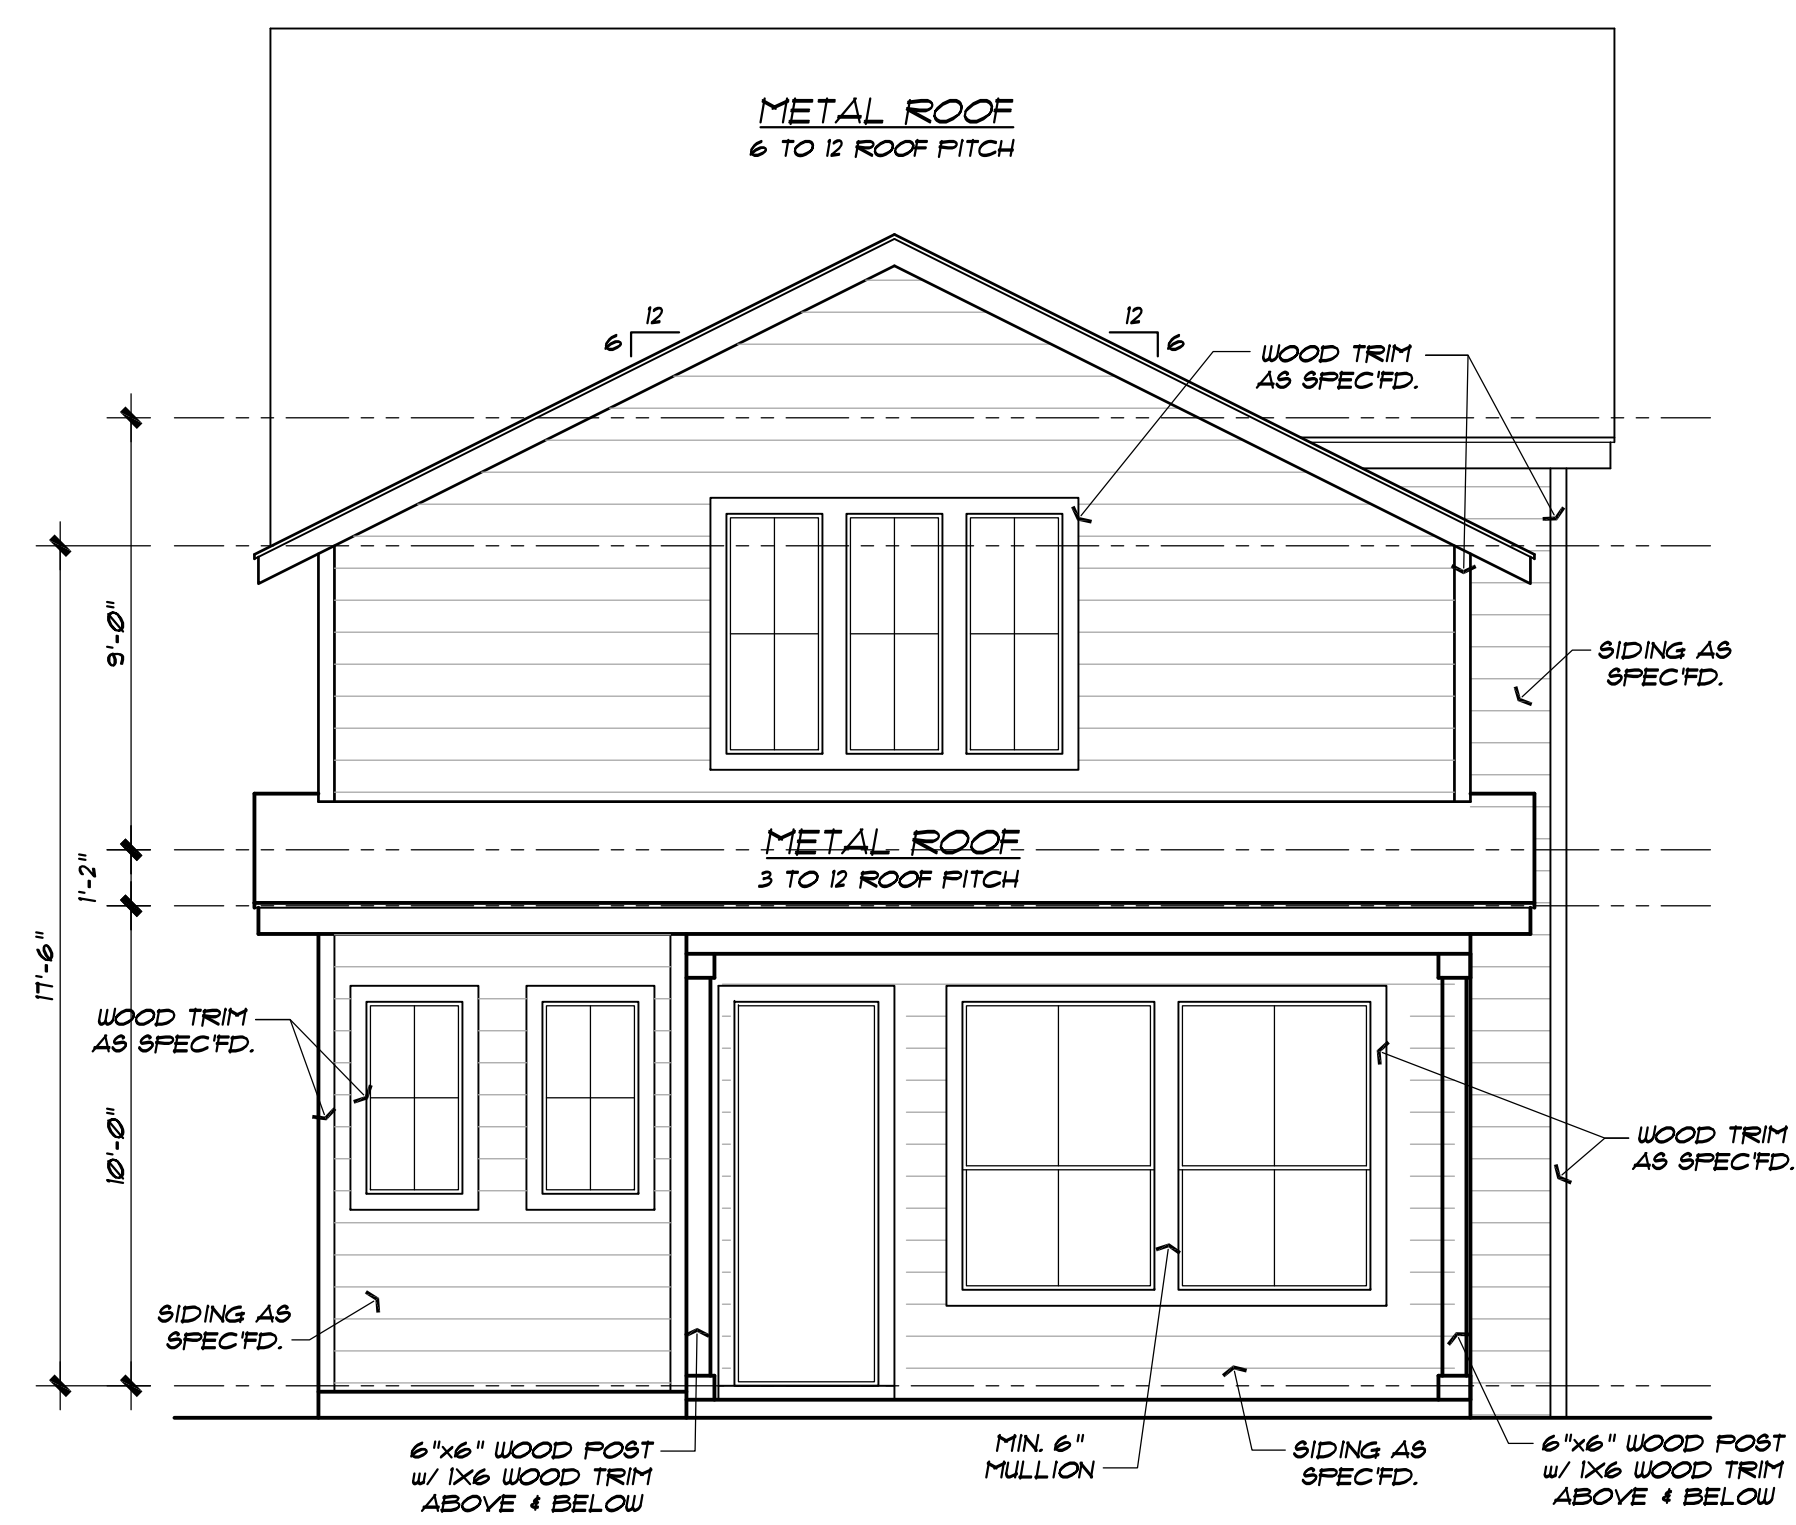 METAL ROOF
6 TO 12 ROOF PITCH
12
6
12
6
WOOD TRIM
AS SPEC'FD.
9'-0"
SIDING AS
SPEC'FD.
METAL ROOF
3 TO 12 ROOF PITCH
1'-2"
17'-6"
WOOD TRIM
AS SPEC'FD.
10'-0"
WOOD TRIM
AS SPEC'FD.
SIDING AS
SPEC'FD.
6"x6" WOOD POST
w/ 1X6 WOOD TRIM
ABOVE & BELOW
MIN. 6"
MULLION
SIDING AS
SPEC'FD.
6"x6" WOOD POST
w/ 1X6 WOOD TRIM
ABOVE & BELOW